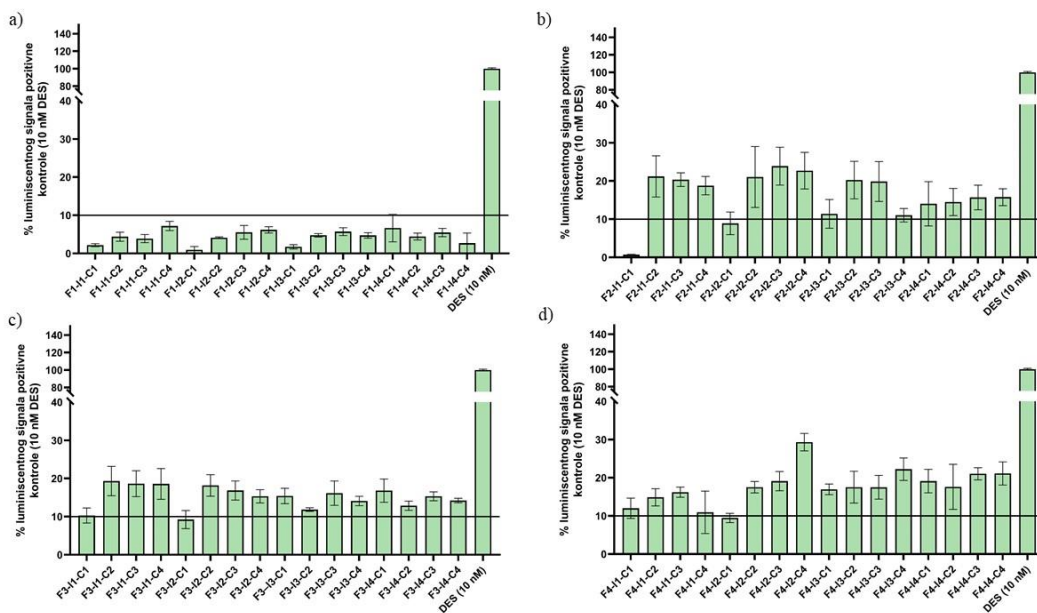 a)
% luminiscentnog signala pozitivne
kontrole (10 nM DES)
140
120
100
80
40
30
20
10
0
F1-I1-C1
F1-I1-C2
F1-I1-C3
F1-I1-C4
F1-I2-C1
F1-I2-C2
F1-I2-C3
F1-I2-C4
F1-I3-C1
F1-I3-C2
F1-I3-C3
F1-I3-C4
F1-I4-C1
F1-I4-C2
F1-I4-C3
F1-I4-C4
DES (10 nM)
b)
% luminiscentnog signala pozitivne
kontrole (10 nM DES)
140
120
100
80
40
30
20
10
0
F2-I1-C1
F2-I1-C2
F2-I1-C3
F2-I1-C4
F2-I2-C1
F2-I2-C2
F2-I2-C3
F2-I2-C4
F2-I3-C1
F2-I3-C2
F2-I3-C3
F2-I3-C4
F2-I4-C1
F2-I4-C2
F2-I4-C3
F2-I4-C4
DES (10 nM)
c)
% luminiscentnog signala pozitivne
kontrole (10 nM DES)
140
120
100
80
40
30
20
10
0
F3-I1-C1
F3-I1-C2
F3-I1-C3
F3-I1-C4
F3-I2-C1
F3-I2-C2
F3-I2-C3
F3-I2-C4
F3-I3-C1
F3-I3-C2
F3-I3-C3
F3-I3-C4
F3-I4-C1
F3-I4-C2
F3-I4-C3
F3-I4-C4
DES (10 nM)
d)
% luminiscentnog signala pozitivne
kontrole (10 nM DES)
140
120
100
80
40
30
20
10
0
F4-I1-C1
F4-I1-C2
F4-I1-C3
F4-I1-C4
F4-I2-C1
F4-I2-C2
F4-I2-C3
F4-I2-C4
F4-I3-C1
F4-I3-C2
F4-I3-C3
F4-I3-C4
F4-I4-C1
F4-I4-C2
F4-I4-C3
F4-I4-C4
DES (10 nM)